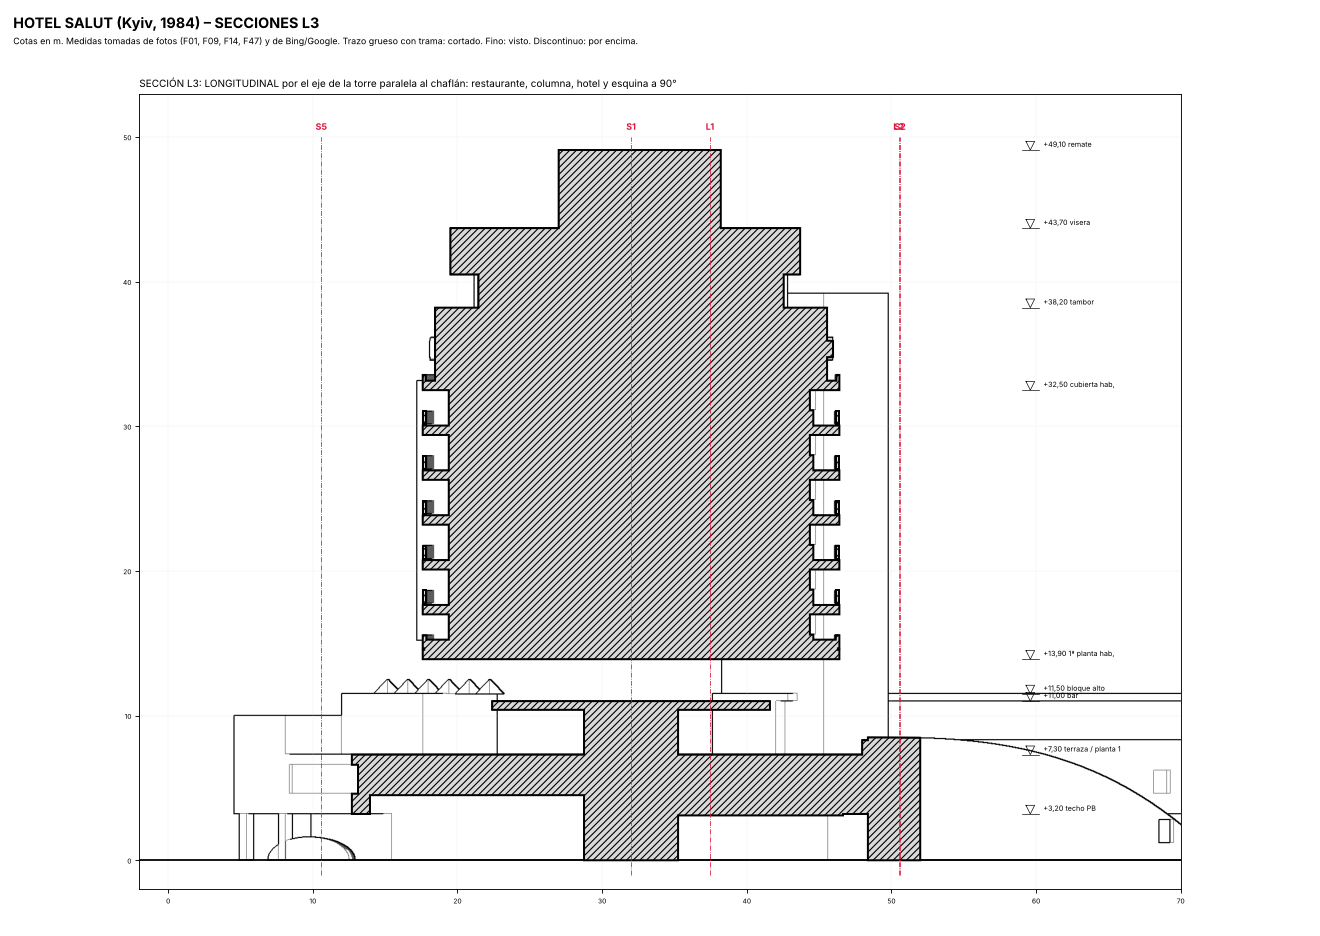 HOTEL SALUT (Kyiv, 1984) – SECCIONES L3
Cotas en m. Medidas tomadas de fotos (F01, F09, F14, F47) y de Bing/Google. Trazo grueso con trama: cortado. Fino: visto. Discontinuo: por encima.
SECCIÓN L3: LONGITUDINAL por el eje de la torre paralela al chaflán: restaurante, columna, hotel y esquina a 90°
S5
S1
L1
S2
50
+49,10 remate
+43,70 visera
40
+38,20 tambor
+32,50 cubierta hab,
30
20
+13,90 1ª planta hab,
+11,50 bloque alto
+11,00 bar
10
+7,30 terraza / planta 1
+3,20 techo PB
0
0 10 20 30 40 50 60 70